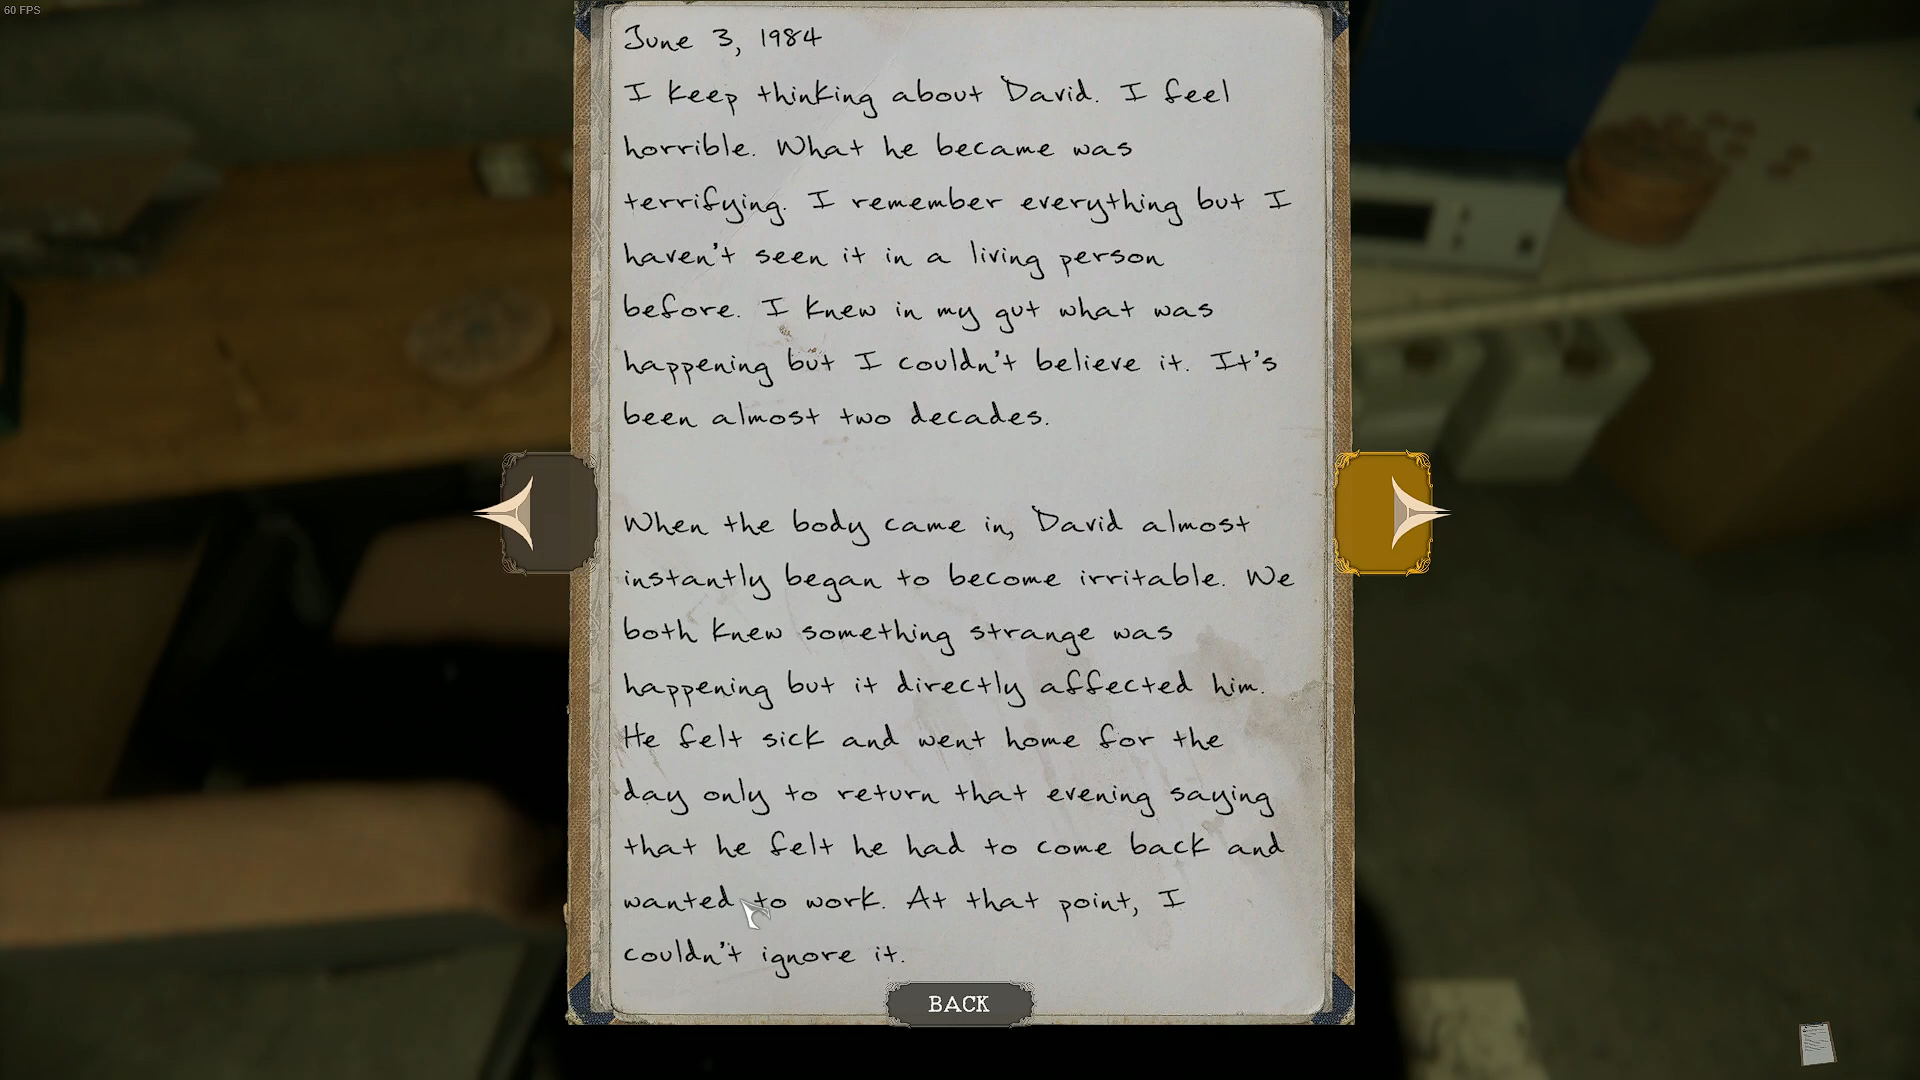 60 FPS
June 3, 1984
I keep thinking about David. I feel
horrible. What he became was
terrifying. I remember everything but I
haven't seen it in a living person
before. I knew in my gut what was
happening but I couldn't believe it. It's
been almost two decades.
When the body came in, David almost
instantly began to become irritable. We
both knew something strange was
happening but it directly affected him.
He felt sick and went home for the
day only to return that evening saying
that he felt he had to come back and
wanted to work. At that point, I
couldn't ignore it.
BACK